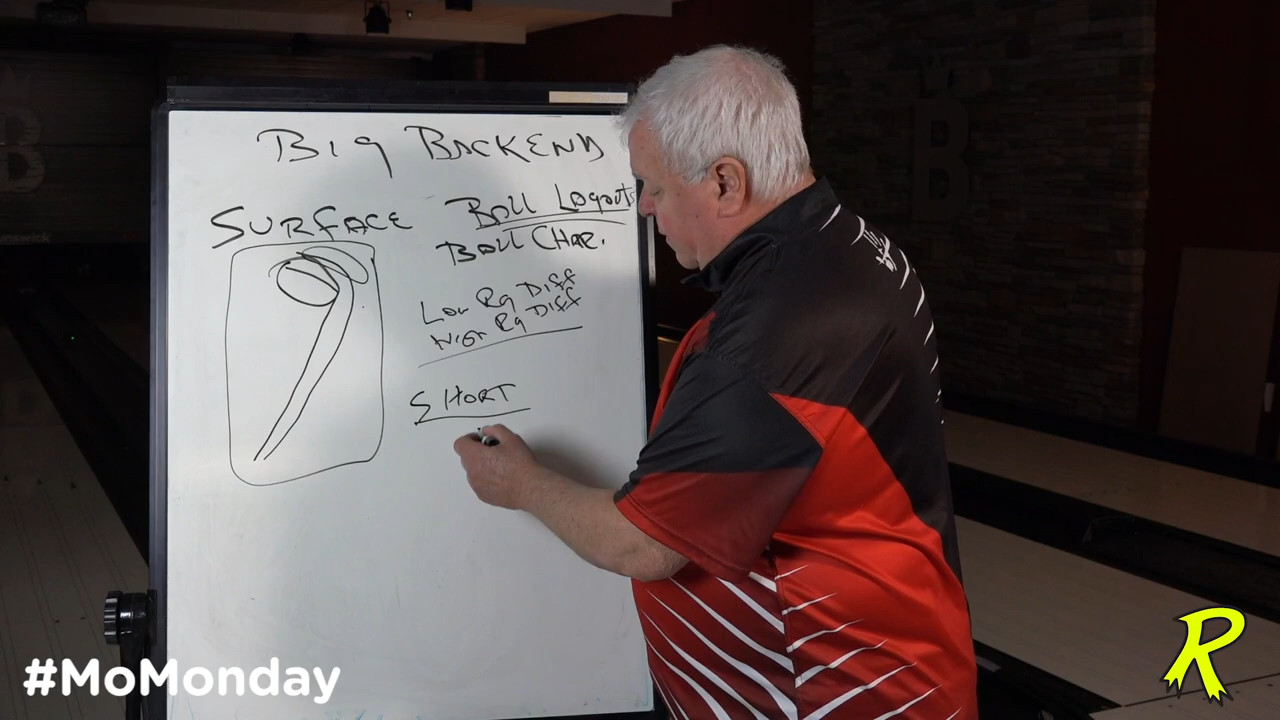 Big BACKEND
SURFACE
Ball Layouts
Ball CHAR.
Low Rg Diff
HIGH Rg Diff
SHORT
#MoMonday
R
B